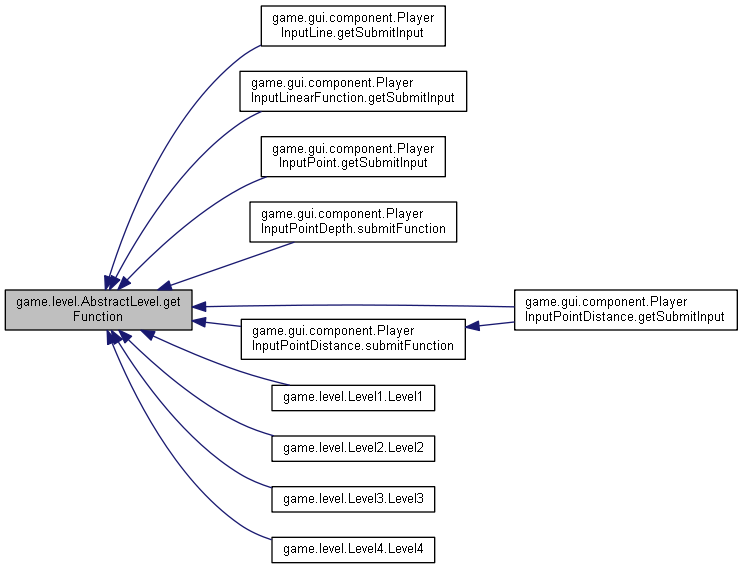 game.gui.component.Player
InputLine.getSubmitInput
game.gui.component.Player
InputLinearFunction.getSubmitInput
game.gui.component.Player
InputPoint.getSubmitInput
game.gui.component.Player
InputPointDepth.submitFunction
game.level.AbstractLevel.get
Function
game.gui.component.Player
InputPointDistance.getSubmitInput
game.gui.component.Player
InputPointDistance.submitFunction
game.level.Level1.Level1
game.level.Level2.Level2
game.level.Level3.Level3
game.level.Level4.Level4